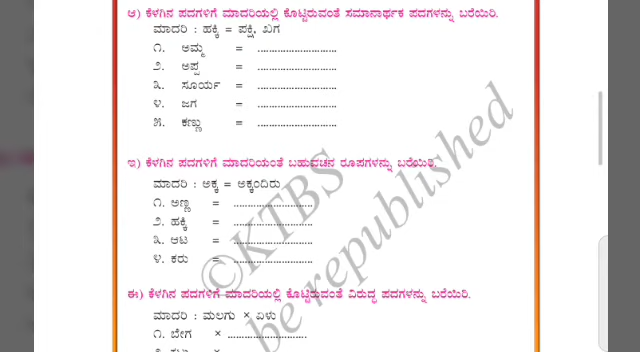 ಆ) ಕೆಳಗಿನ ಪದಗಳಿಗೆ ಮಾದರಿಯಲ್ಲಿ ಕೊಟ್ಟಿರುವಂತೆ ಸಮಾನಾರ್ಥಕ ಪದಗಳನ್ನು ಬರೆಯಿರಿ.
ಮಾದರಿ : ಹಕ್ಕಿ = ಪಕ್ಷಿ, ಖಗ
೧. ಅಮ್ಮ = ............................
೨. ಅಪ್ಪ = ............................
೩. ಸೂರ್ಯ = ............................
೪. ಜಗ = ............................
೫. ಕಣ್ಣು = ............................
ಇ) ಕೆಳಗಿನ ಪದಗಳಿಗೆ ಮಾದರಿಯಂತೆ ಬಹುವಚನ ರೂಪಗಳನ್ನು ಬರೆಯಿರಿ.
ಮಾದರಿ : ಅಕ್ಕ = ಅಕ್ಕಂದಿರು
೧. ಅಣ್ಣ = ............................
೨. ಹಕ್ಕಿ = ............................
೩. ಆಟ = ............................
೪. ಕರು = ............................
ಈ) ಕೆಳಗಿನ ಪದಗಳಿಗೆ ಮಾದರಿಯಲ್ಲಿ ಕೊಟ್ಟಿರುವಂತೆ ವಿರುದ್ಧ ಪದಗಳನ್ನು ಬರೆಯಿರಿ.
ಮಾದರಿ : ಮಲಗು × ಏಳು
೧. ಬೇಗ × ............................
©KTBS
be republished